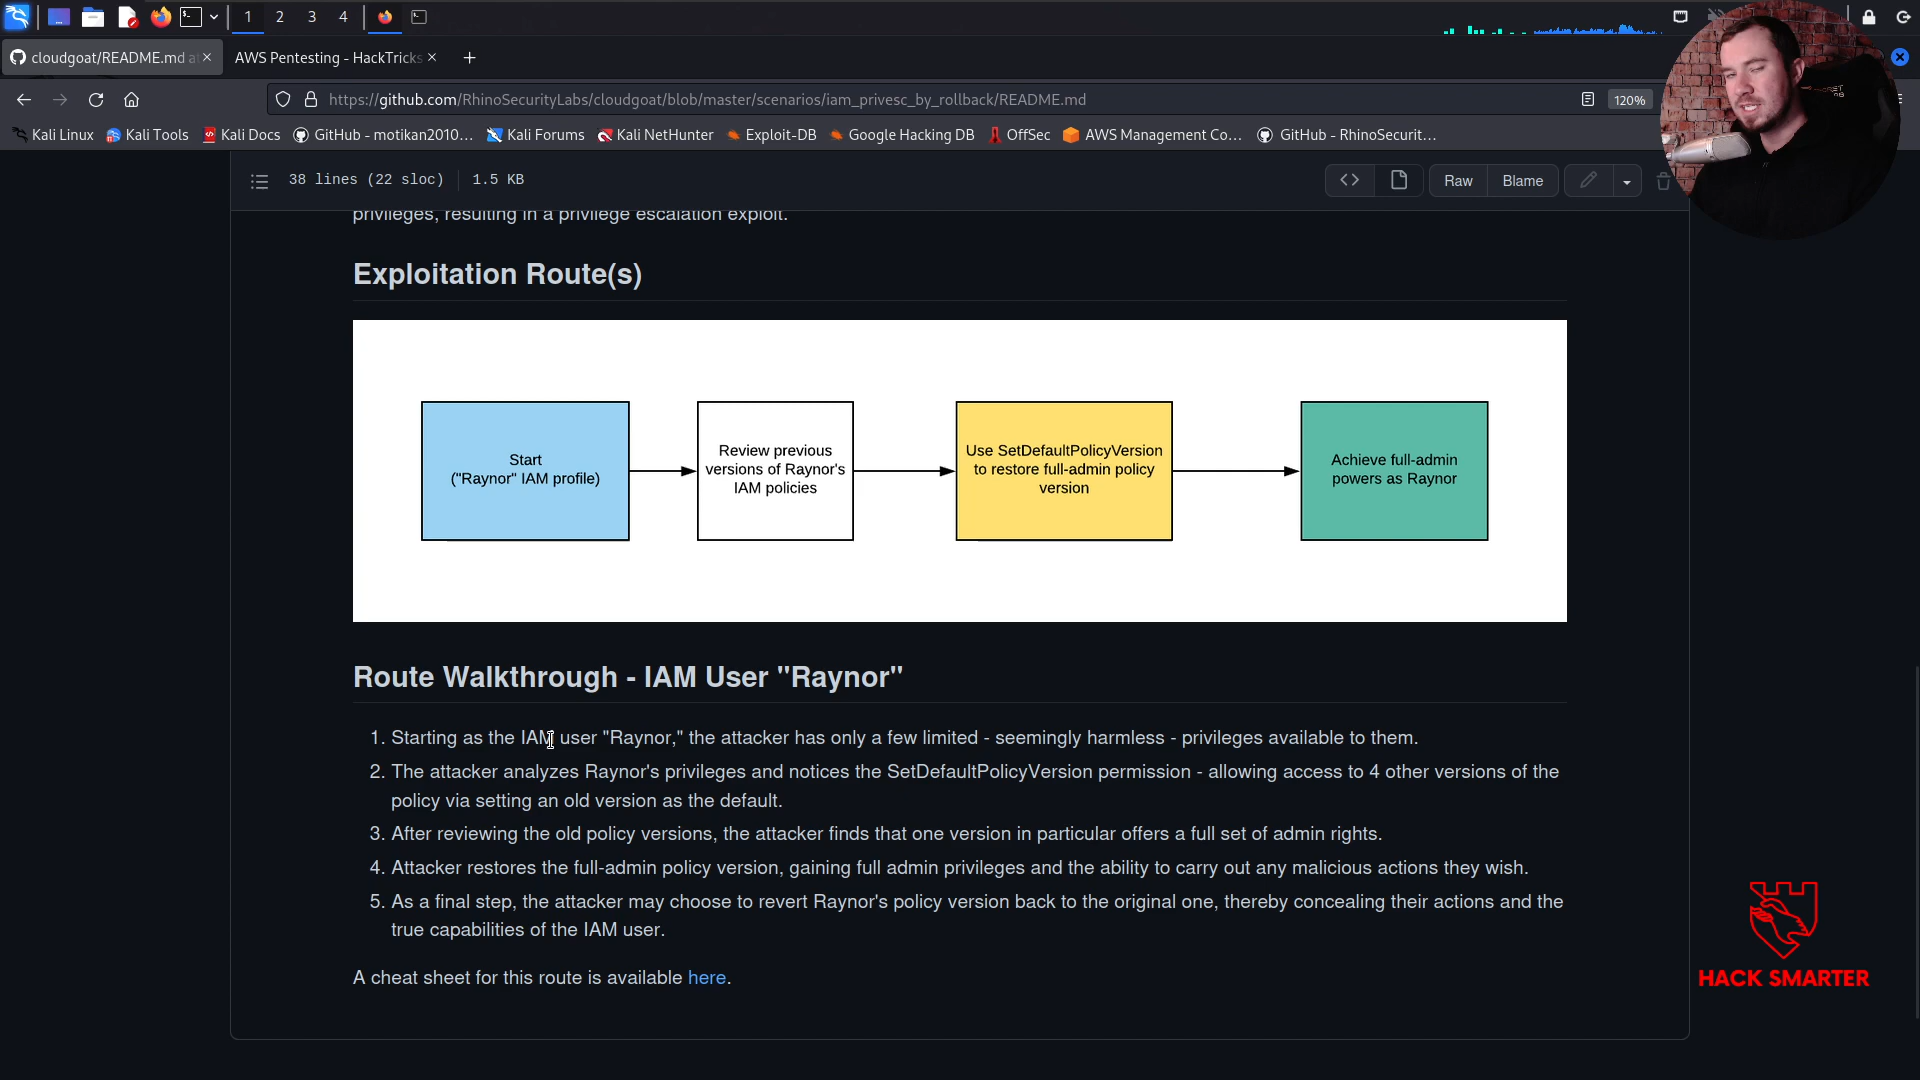 1 2 3 4
cloudgoat/README.md a
AWS Pentesting - HackTricks
https://github.com/RhinoSecurityLabs/cloudgoat/blob/master/scenarios/iam_privesc_by_rollback/README.md
120%
Kali Linux Kali Tools Kali Docs GitHub - motikan2010... Kali Forums Kali NetHunter Exploit-DB Google Hacking DB OffSec AWS Management Co... GitHub - RhinoSecurit...
38 lines (22 sloc) 1.5 KB
Raw Blame
privileges, resulting in a privilege escalation exploit.
Exploitation Route(s)
Start
("Raynor" IAM profile)
Review previous
versions of Raynor's
IAM policies
Use SetDefaultPolicyVersion
to restore full-admin policy
version
Achieve full-admin
powers as Raynor
Route Walkthrough - IAM User "Raynor"
1. Starting as the IAM user "Raynor," the attacker has only a few limited - seemingly harmless - privileges available to them.
2. The attacker analyzes Raynor's privileges and notices the SetDefaultPolicyVersion permission - allowing access to 4 other versions of the
policy via setting an old version as the default.
3. After reviewing the old policy versions, the attacker finds that one version in particular offers a full set of admin rights.
4. Attacker restores the full-admin policy version, gaining full admin privileges and the ability to carry out any malicious actions they wish.
5. As a final step, the attacker may choose to revert Raynor's policy version back to the original one, thereby concealing their actions and the
true capabilities of the IAM user.
A cheat sheet for this route is available here.
HACK SMARTER